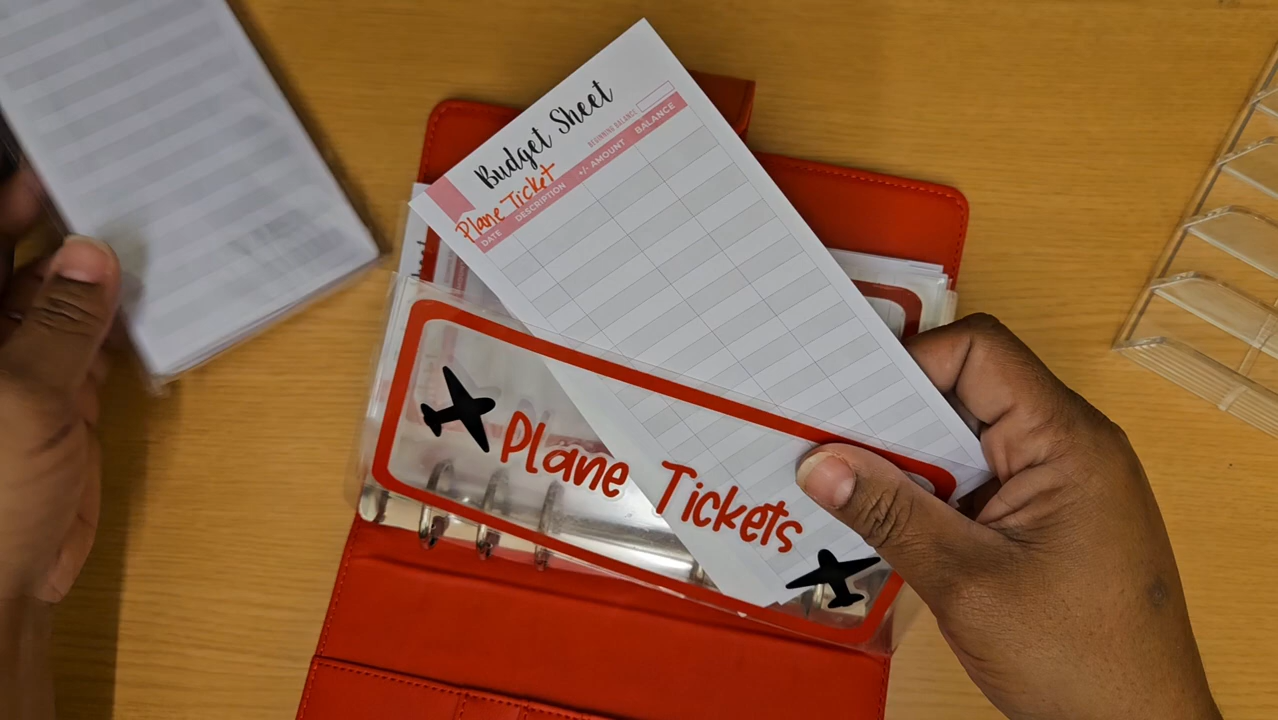 Budget Sheet
BEGINNING BALANCE
Plane Ticket
DATE DESCRIPTION +/- AMOUNT BALANCE
Plane Tickets